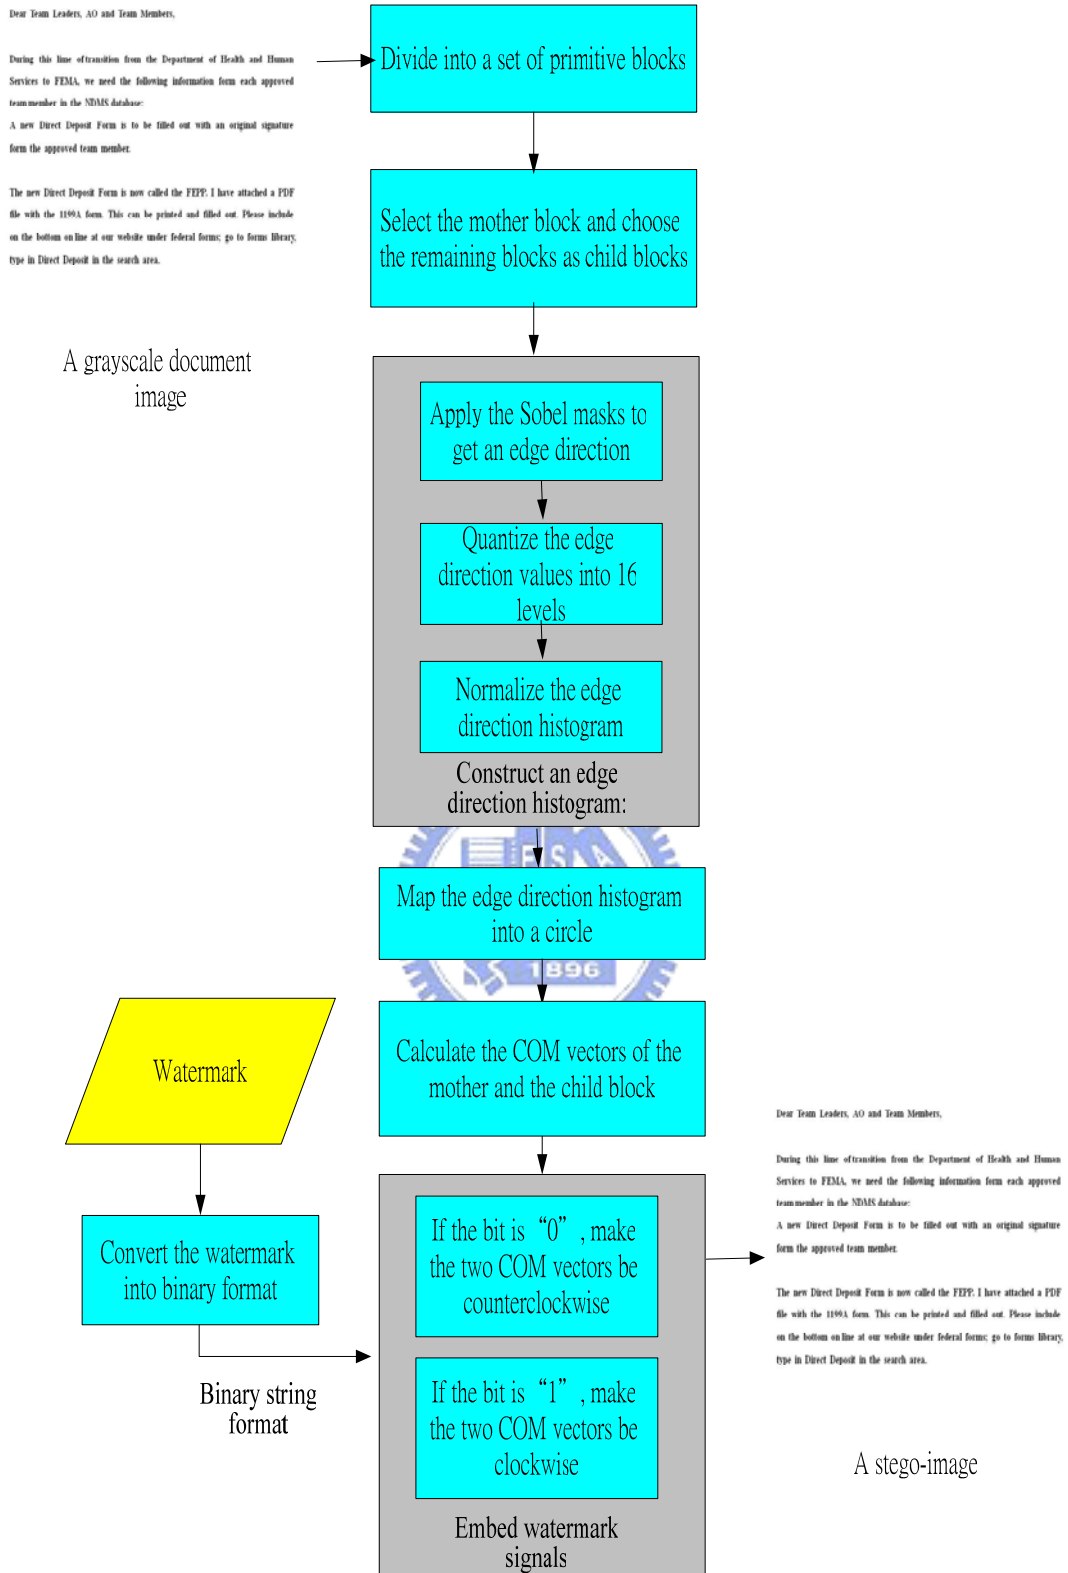 Dear Team Leaders, AO and Team Members,
During this lime of transition from the Department of Health and Human
Services to FEMA, we need the following information form each approved
team member in the NDMS database:
A new Direct Deposit Form is to be filled out with an original signature
form the approved team member.
The new Direct Deposit Form is now called the FEPP. I have attached a PDF
file with the 1199A form. This can be printed and filled out. Please include
on the bottom on line at our website under federal forms; go to forms library,
type in Direct Deposit in the search area.
A grayscale document
image
Divide into a set of primitive blocks
Select the mother block and choose
the remaining blocks as child blocks
Apply the Sobel masks to
get an edge direction
Quantize the edge
direction values into 16
levels
Normalize the edge
direction histogram
Construct an edge
direction histogram:
E S A
Map the edge direction histogram
into a circle
1896
Calculate the COM vectors of the
mother and the child block
Watermark
Convert the watermark
into binary format
Binary string
format
If the bit is “0”, make
the two COM vectors be
counterclockwise
If the bit is “1”, make
the two COM vectors be
clockwise
Embed watermark
signals
Dear Team Leaders, AO and Team Members,
During this lime of transition from the Department of Health and Human
Services to FEMA, we need the following information form each approved
team member in the NDMS database:
A new Direct Deposit Form is to be filled out with an original signature
form the approved team member.
The new Direct Deposit Form is now called the FEPP. I have attached a PDF
file with the 1199A form. This can be printed and filled out. Please include
on the bottom on line at our website under federal forms; go to forms library,
type in Direct Deposit in the search area.
A stego-image